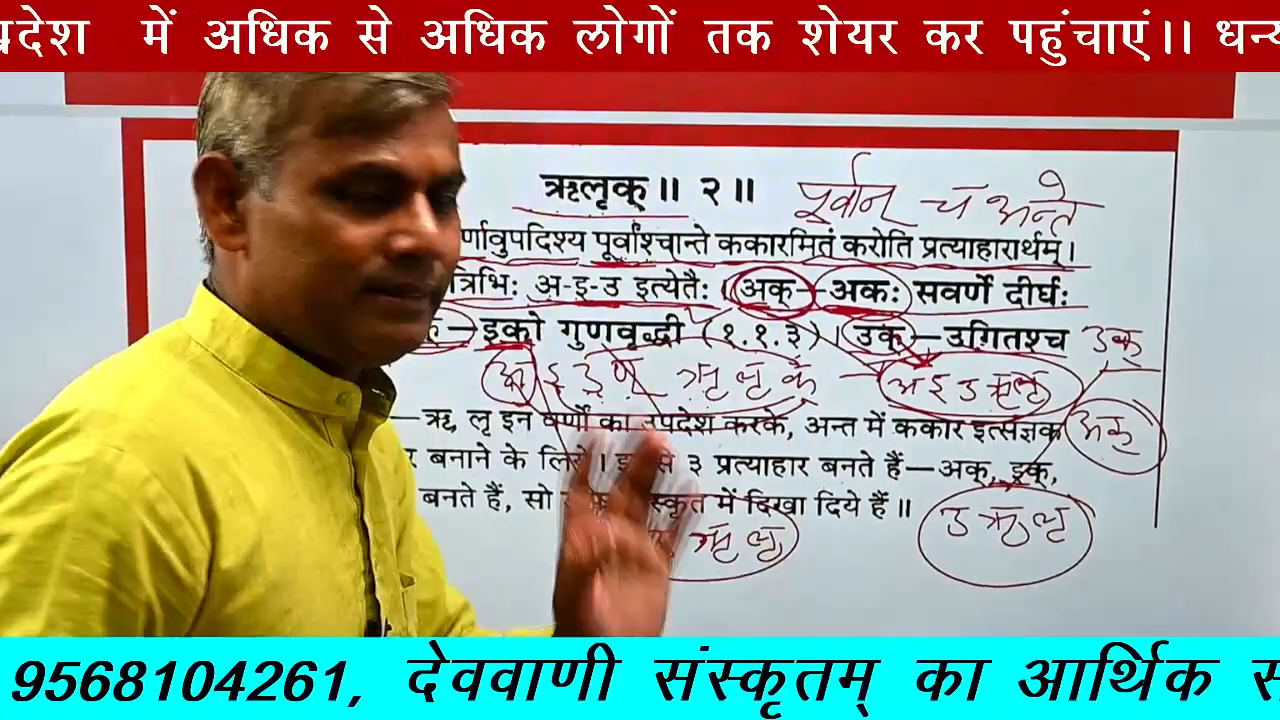 प्रदेश में अधिक से अधिक लोगों तक शेयर कर पहुंचाएं।। धन्य
ऋलृक्॥ २॥ पूर्वान् च अन्ते
र्णावुपदिश्य पूर्वांश्चान्ते ककारमितं करोति प्रत्याहारार्थम्।
त्रिभिः अ-इ-उ इत्येतैः। अक्—अकः सवर्णे दीर्घः
—इको गुणवृद्धी (१.१.३)। उक्—उगितश्च उक्
अ इ उ ऋ लृ क् अ इ उ ऋ लृ
—ऋ, लृ इन वर्णों का उपदेश करके, अन्त में ककार इत्संज्ञक अक्
बनाने के लिये। ३ प्रत्याहार बनते हैं—अक्, इक्,
बनते हैं, सो संस्कृत में दिखा दिये हैं॥
ऋ लृ उ ऋ लृ
9568104261, देववाणी संस्कृतम् का आर्थिक स